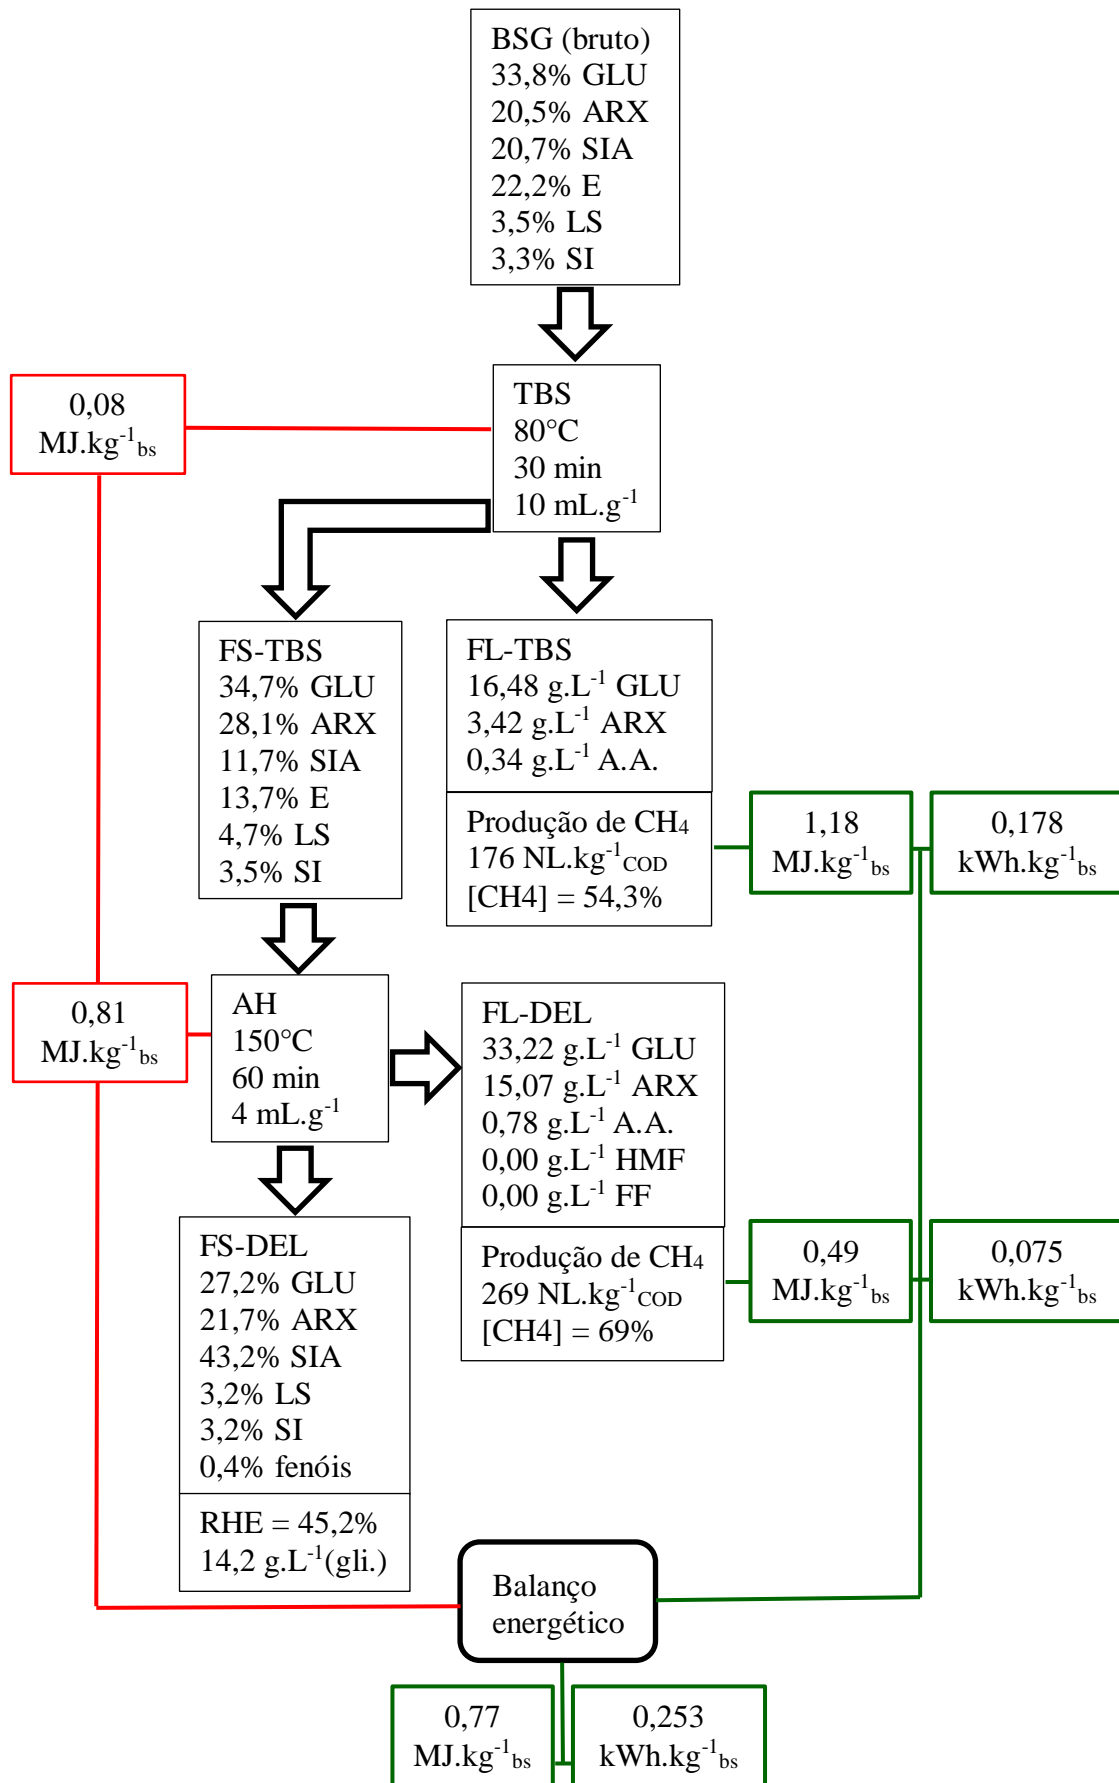 BSG (bruto)
33,8% GLU
20,5% ARX
20,7% SIA
22,2% E
3,5% LS
3,3% SI
0,08
MJ.kg⁻¹bs
TBS
80°C
30 min
10 mL.g⁻¹
FS-TBS
34,7% GLU
28,1% ARX
11,7% SIA
13,7% E
4,7% LS
3,5% SI
FL-TBS
16,48 g.L⁻¹ GLU
3,42 g.L⁻¹ ARX
0,34 g.L⁻¹ A.A.
Produção de CH₄
176 NL.kg⁻¹COD
[CH4] = 54,3%
1,18
MJ.kg⁻¹bs
0,178
kWh.kg⁻¹bs
0,81
MJ.kg⁻¹bs
AH
150°C
60 min
4 mL.g⁻¹
FL-DEL
33,22 g.L⁻¹ GLU
15,07 g.L⁻¹ ARX
0,78 g.L⁻¹ A.A.
0,00 g.L⁻¹ HMF
0,00 g.L⁻¹ FF
Produção de CH₄
269 NL.kg⁻¹COD
[CH4] = 69%
0,49
MJ.kg⁻¹bs
0,075
kWh.kg⁻¹bs
FS-DEL
27,2% GLU
21,7% ARX
43,2% SIA
3,2% LS
3,2% SI
0,4% fenóis
RHE = 45,2%
14,2 g.L⁻¹(gli.)
Balanço
energético
0,77
MJ.kg⁻¹bs
0,253
kWh.kg⁻¹bs